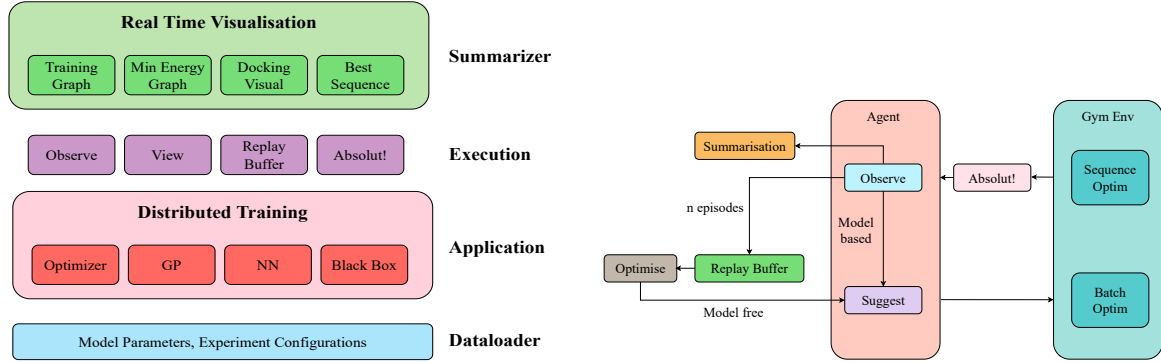 Real Time Visualisation
Training
Graph
Min Energy
Graph
Docking
Visual
Best
Sequence
Summarizer
Observe
View
Replay
Buffer
Absolut!
Execution
Distributed Training
Optimizer
GP
NN
Black Box
Application
Model Parameters, Experiment Configurations
Dataloader
Agent
Gym Env
Summarisation
Observe
Absolut!
Sequence
Optim
n episodes
Model
based
Optimise
Replay Buffer
Suggest
Batch
Optim
Model free